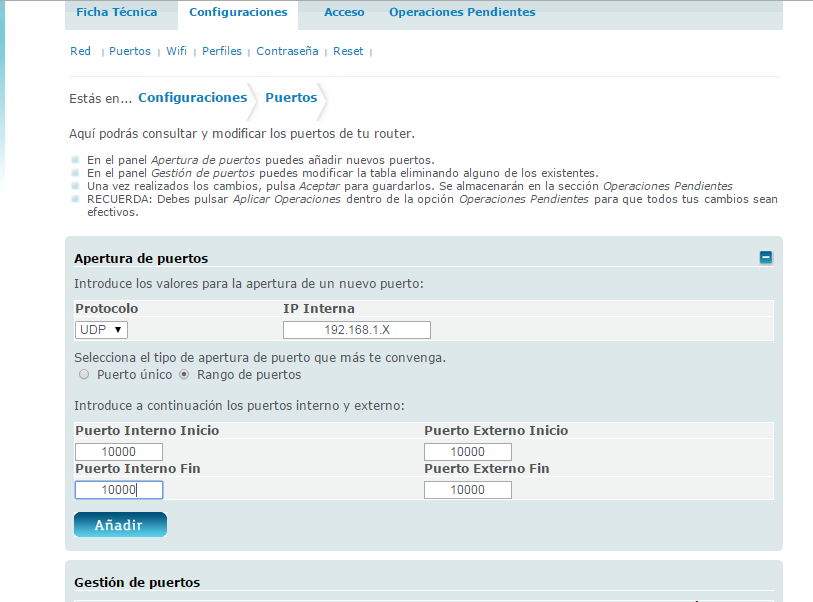 Ficha Técnica Configuraciones Acceso Operaciones Pendientes
Red | Puertos | Wifi | Perfiles | Contraseña | Reset |
Estás en... Configuraciones Puertos
Aquí podrás consultar y modificar los puertos de tu router.
En el panel Apertura de puertos puedes añadir nuevos puertos.
En el panel Gestión de puertos puedes modificar la tabla eliminando alguno de los existentes.
Una vez realizados los cambios, pulsa Aceptar para guardarlos. Se almacenarán en la sección Operaciones Pendientes
RECUERDA: Debes pulsar Aplicar Operaciones dentro de la opción Operaciones Pendientes para que todos tus cambios sean
efectivos.
Apertura de puertos
Introduce los valores para la apertura de un nuevo puerto:
Protocolo IP Interna
UDP 192.168.1.X
Selecciona el tipo de apertura de puerto que más te convenga.
Puerto único Rango de puertos
Introduce a continuación los puertos interno y externo:
Puerto Interno Inicio Puerto Externo Inicio
10000 10000
Puerto Interno Fin Puerto Externo Fin
10000 10000
Añadir
Gestión de puertos